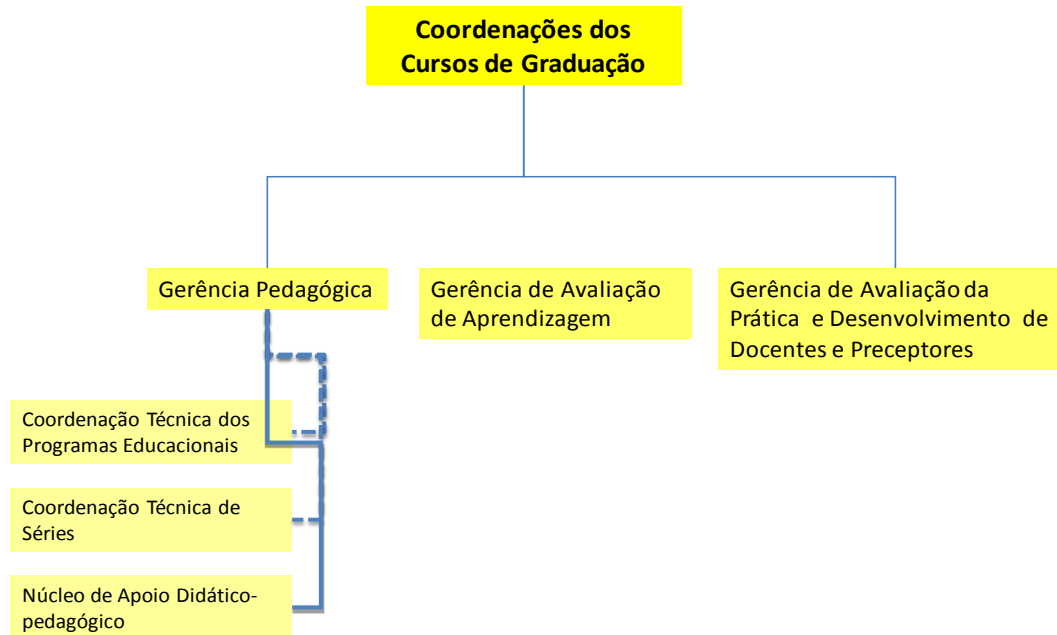 Coordenações dos
Cursos de Graduação
Gerência Pedagógica
Gerência de Avaliação
de Aprendizagem
Gerência de Avaliação da
Prática e Desenvolvimento de
Docentes e Preceptores
Coordenação Técnica dos
Programas Educacionais
Coordenação Técnica de
Séries
Núcleo de Apoio Didático-
pedagógico